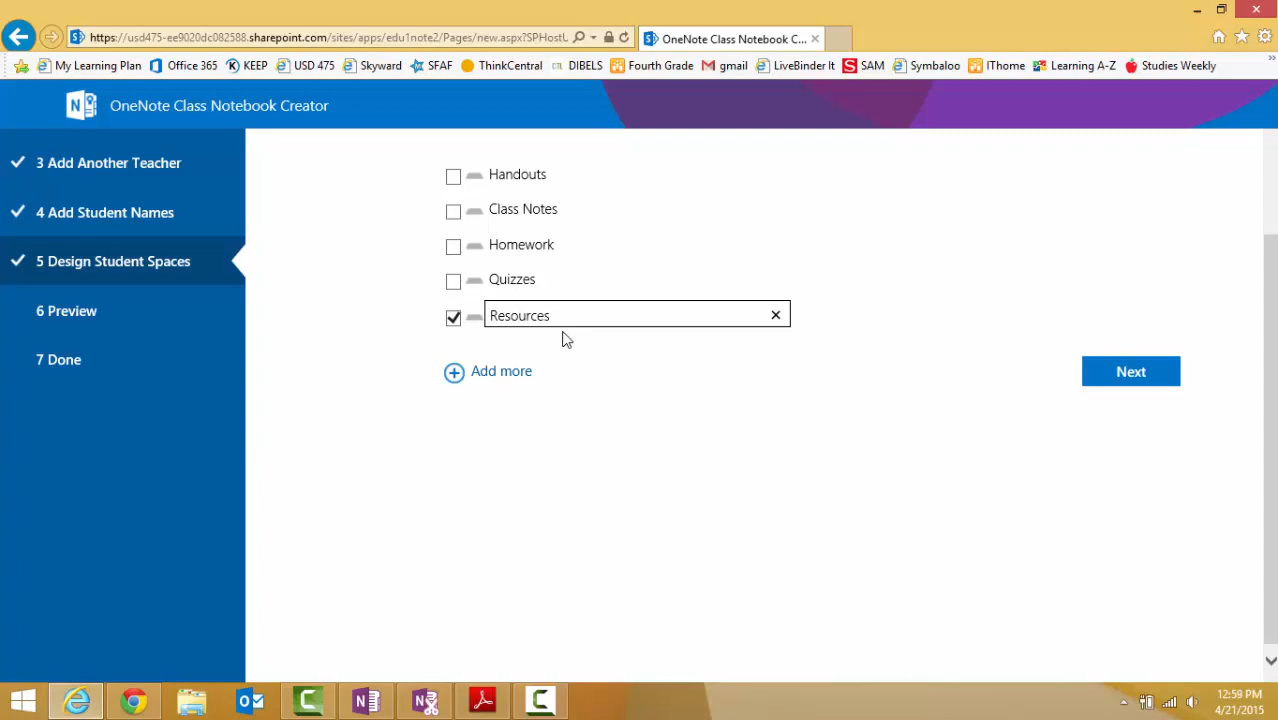 https://usd475-ee9020dc082588.sharepoint.com/sites/apps/edu1note2/Pages/new.aspx?SPHostU
OneNote Class Notebook C...
My Learning Plan Office 365 KEEP USD 475 Skyward SFAF ThinkCentral CTL DIBELS Fourth Grade gmail LiveBinder It SAM Symbaloo IThome Learning A-Z Studies Weekly
OneNote Class Notebook Creator
3 Add Another Teacher
4 Add Student Names
5 Design Student Spaces
6 Preview
7 Done
Handouts
Class Notes
Homework
Quizzes
Resources
Add more
Next
12:59 PM
4/21/2015